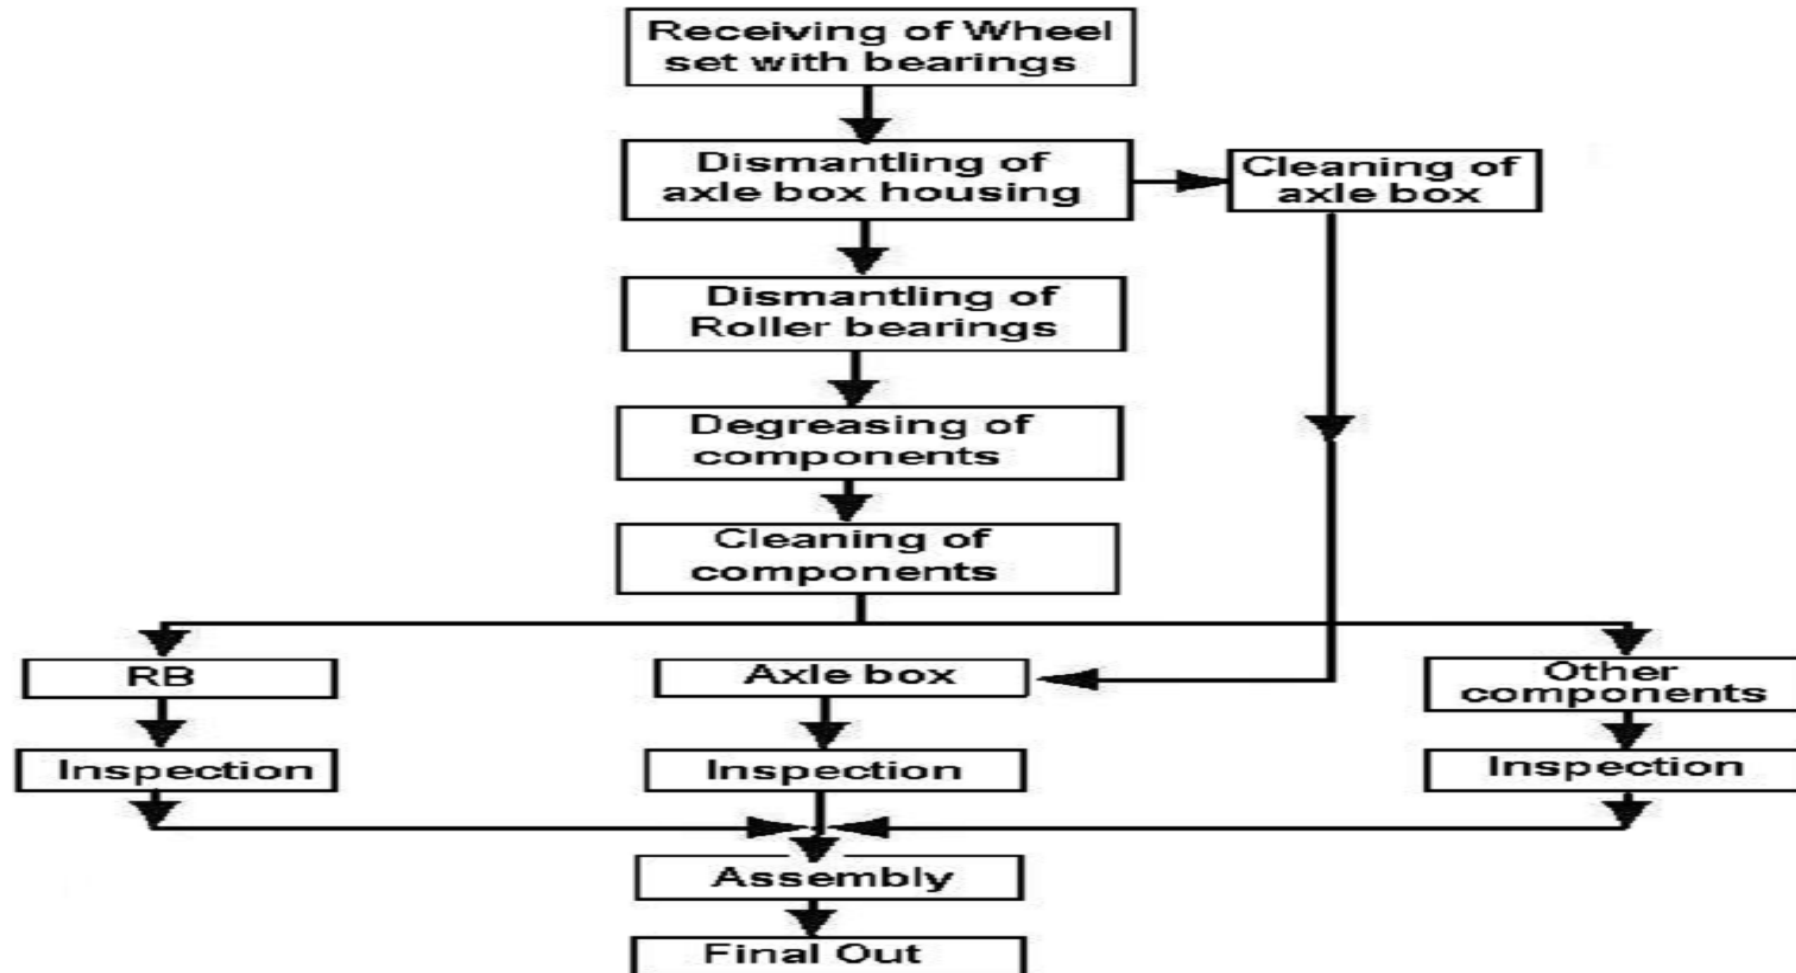 Receiving of Wheel
set with bearings
Dismantling of
axle box housing
Cleaning of
axle box
Dismantling of
Roller bearings
Degreasing of
components
Cleaning of
components
RB
Axle box
Other
components
Inspection
Inspection
Inspection
Assembly
Final Out